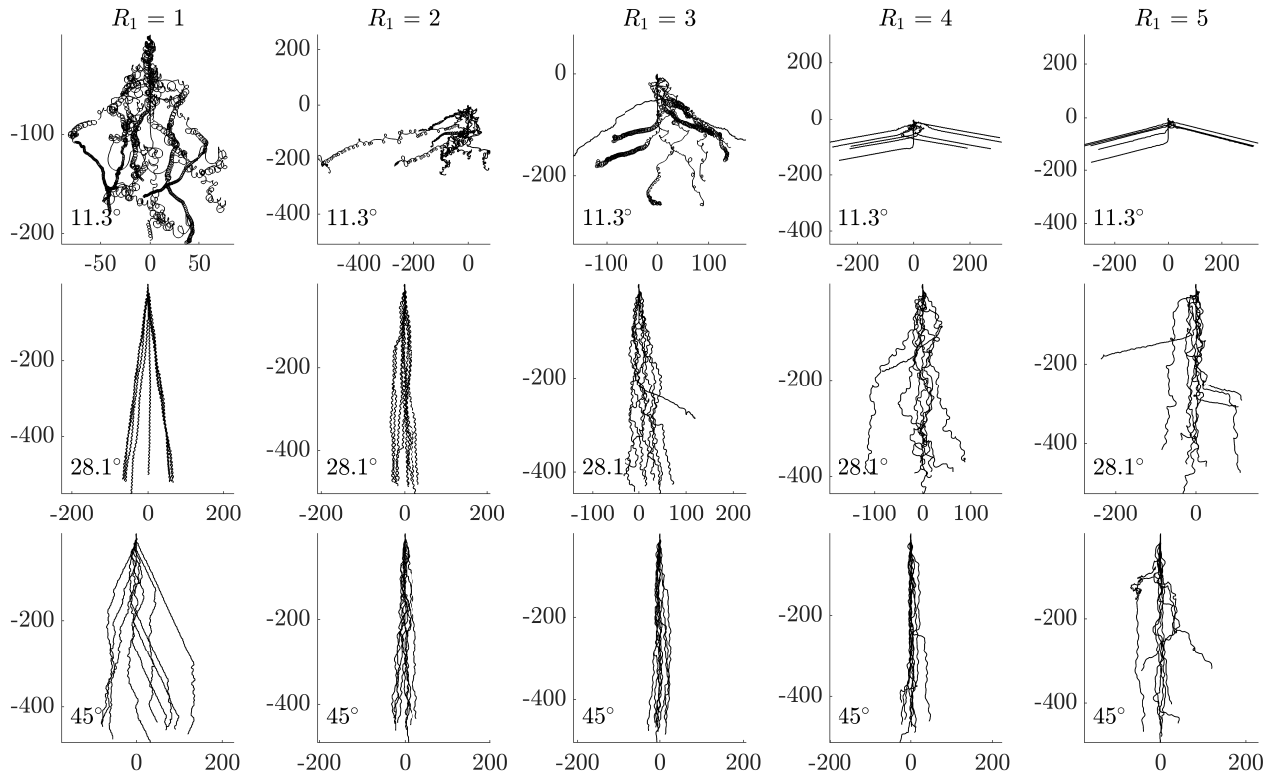 R₁ = 1 R₁ = 2 R₁ = 3 R₁ = 4 R₁ = 5
200 0 200 200
0 0 0
-100 -200 -200 -200 -200
-200 -400 -400 -400
11.3° 11.3° 11.3° 11.3° 11.3°
-50 0 50 -400 -200 0 -100 0 100 -200 0 200 0 200
-200 -200 -200 -200 -200
-400 -400 -400 -400 -400
28.1° 28.1° 28.1 28.1° 28.1°
-200 0 200 -200 0 200 -100 0 100 200 -100 0 100 0
-200 -200 -200 -200 -200
-400 -400 -400 -400 -400
45° 45° 45° 45° 45°
0 200 -200 0 200 -200 0 200 -200 0 200 0 200